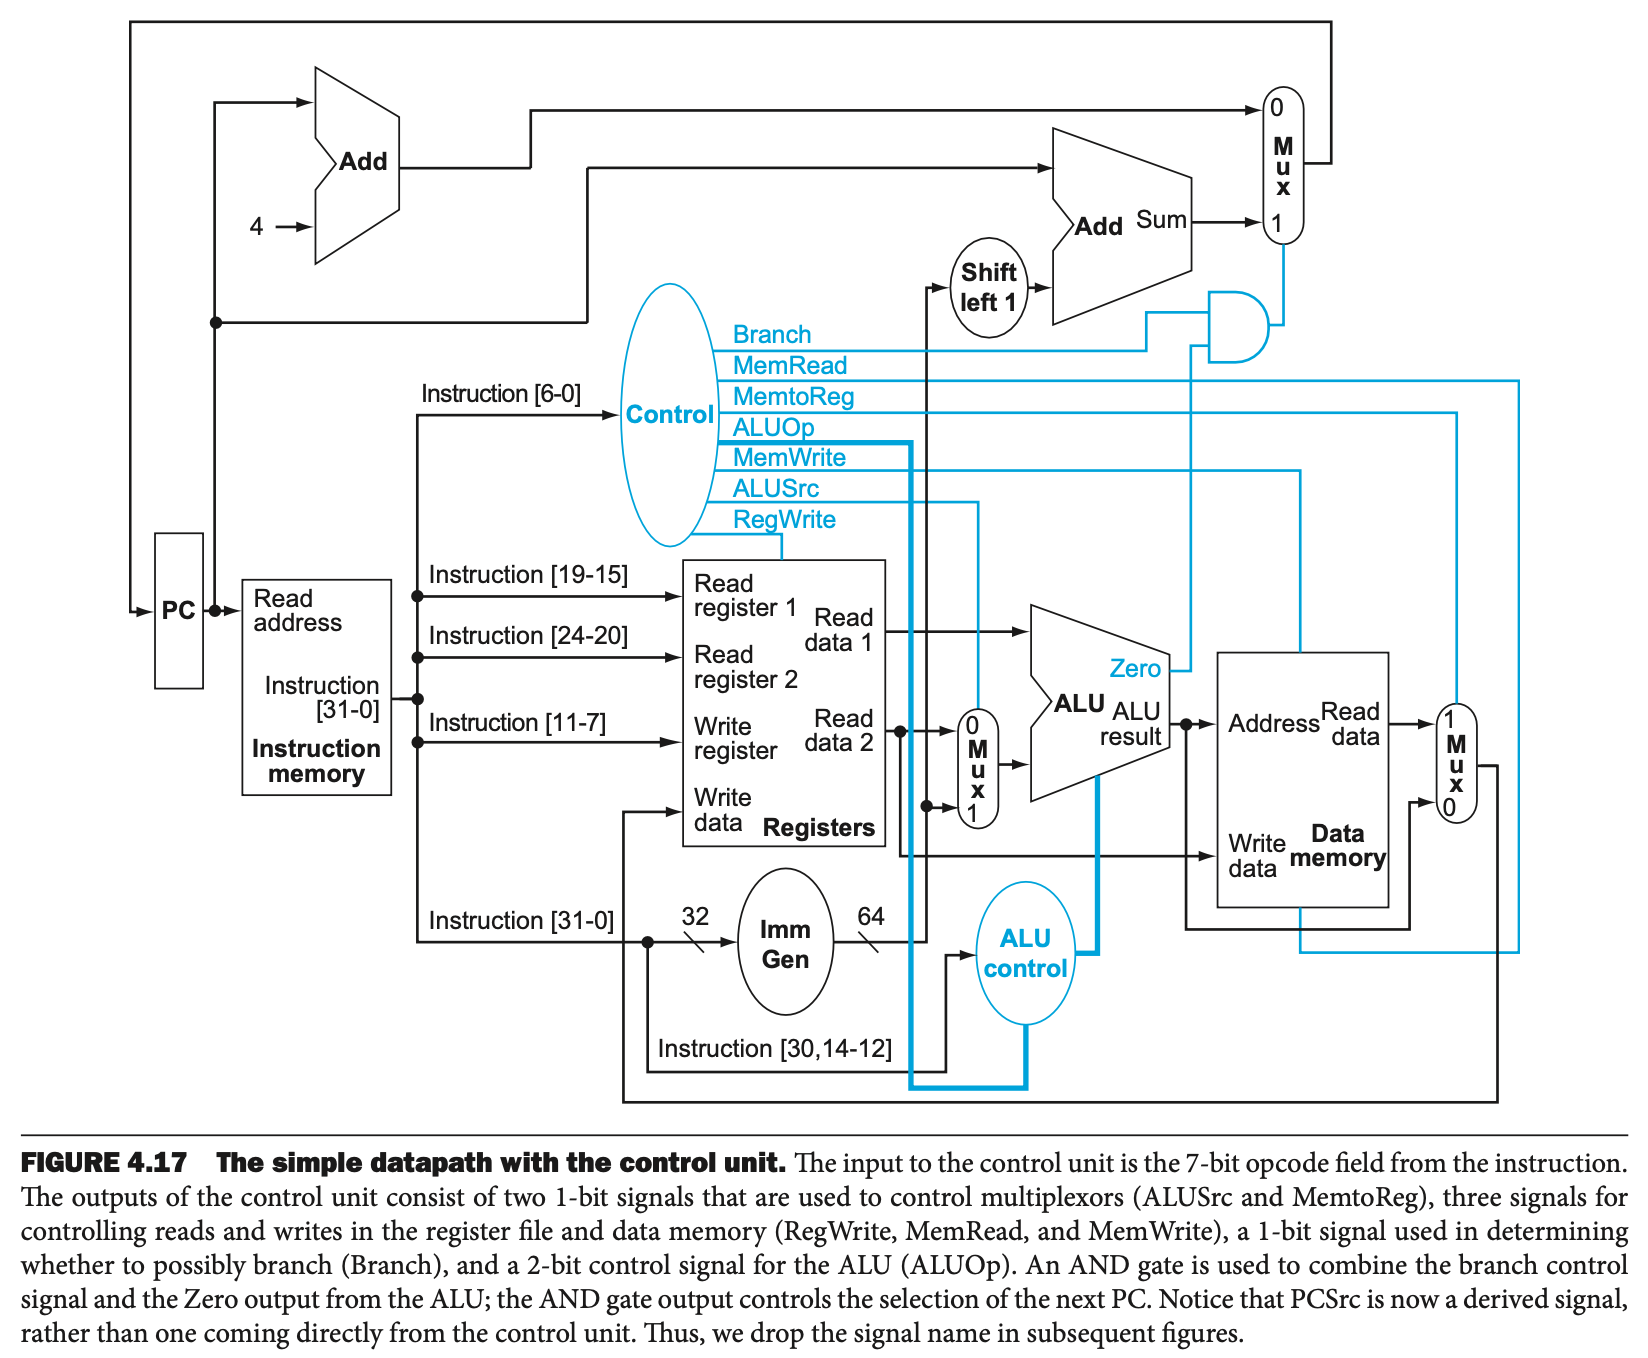 0
M
u
x
1
Add
4
Add Sum
Shift
left 1
Branch
MemRead
MemtoReg
ALUOp
MemWrite
ALUSrc
RegWrite
Instruction [6-0]
Control
Instruction [19-15]
Instruction [24-20]
Instruction [11-7]
Instruction [31-0]
PC
Read
address
Instruction
[31-0]
Instruction
memory
Read
register 1
Read
register 2
Write
register
Write
data
Read
data 1
Read
data 2
Registers
0
M
u
x
1
Zero
ALU
ALU
result
Address
Read
data
Write
data
Data
memory
1
M
u
x
0
32
Imm
Gen
64
ALU
control
Instruction [30,14-12]
FIGURE 4.17 The simple datapath with the control unit. The input to the control unit is the 7-bit opcode field from the instruction.
The outputs of the control unit consist of two 1-bit signals that are used to control multiplexors (ALUSrc and MemtoReg), three signals for
controlling reads and writes in the register file and data memory (RegWrite, MemRead, and MemWrite), a 1-bit signal used in determining
whether to possibly branch (Branch), and a 2-bit control signal for the ALU (ALUOp). An AND gate is used to combine the branch control
signal and the Zero output from the ALU; the AND gate output controls the selection of the next PC. Notice that PCSrc is now a derived signal,
rather than one coming directly from the control unit. Thus, we drop the signal name in subsequent figures.